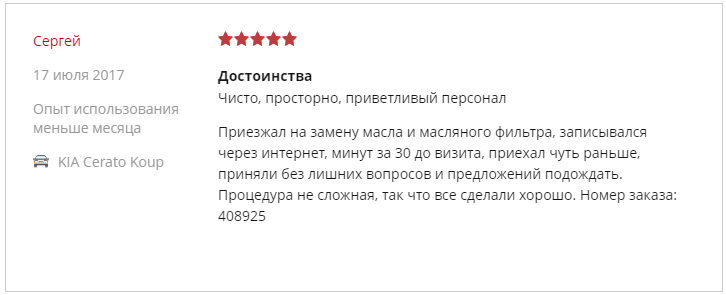 Сергей
17 июля 2017
Опыт использования
меньше месяца
KIA Cerato Koup
Достоинства
Чисто, просторно, приветливый персонал
Приезжал на замену масла и масляного фильтра, записывался
через интернет, минут за 30 до визита, приехал чуть раньше,
приняли без лишних вопросов и предложений подождать.
Процедура не сложная, так что все сделали хорошо. Номер заказа:
408925